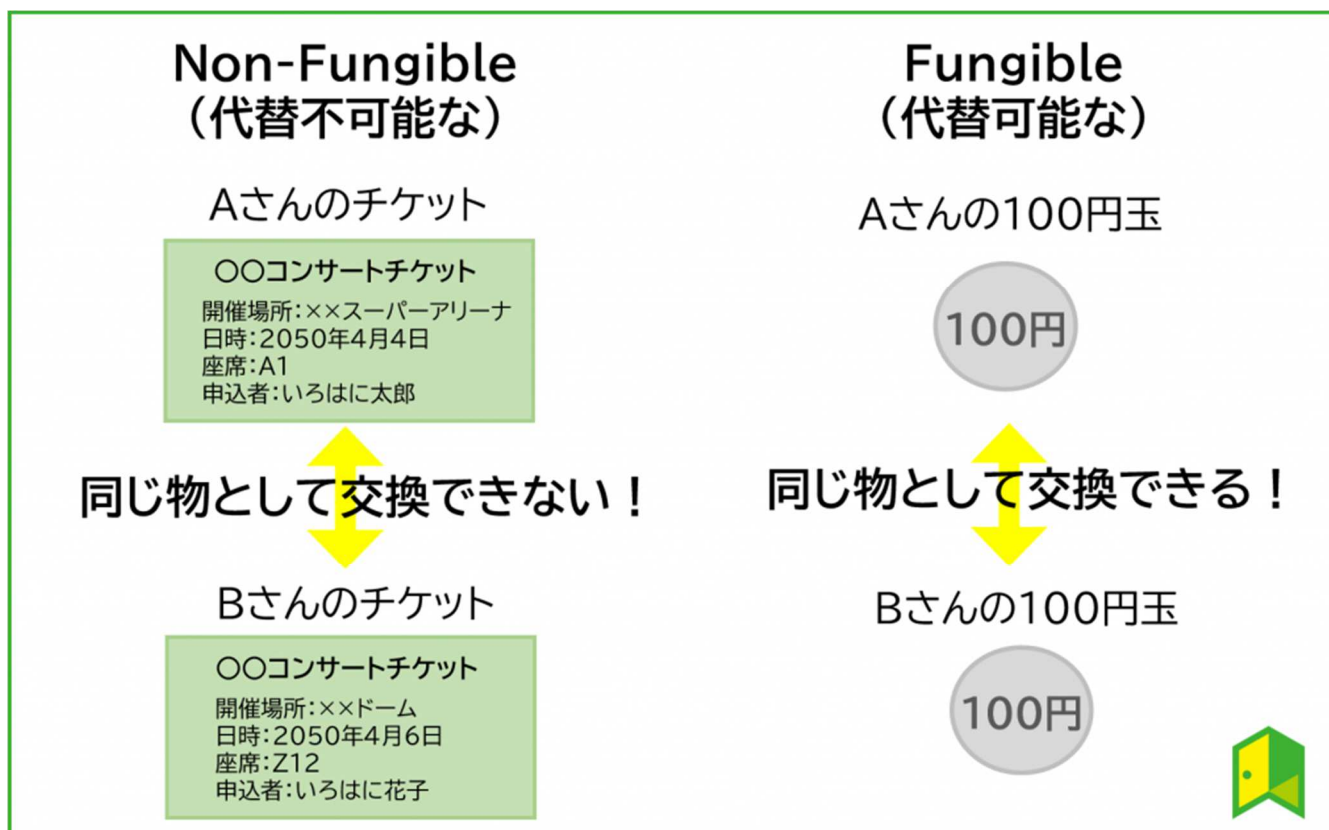 Non-Fungible
（代替不可能な）
Aさんのチケット
〇〇コンサートチケット
開催場所：××スーパーアリーナ
日時：2050年4月4日
座席：A1
申込者：いろはに太郎
同じ物として交換できない！
Bさんのチケット
〇〇コンサートチケット
開催場所：××ドーム
日時：2050年4月6日
座席：Z12
申込者：いろはに花子
Fungible
（代替可能な）
Aさんの100円玉
100円
同じ物として交換できる！
Bさんの100円玉
100円